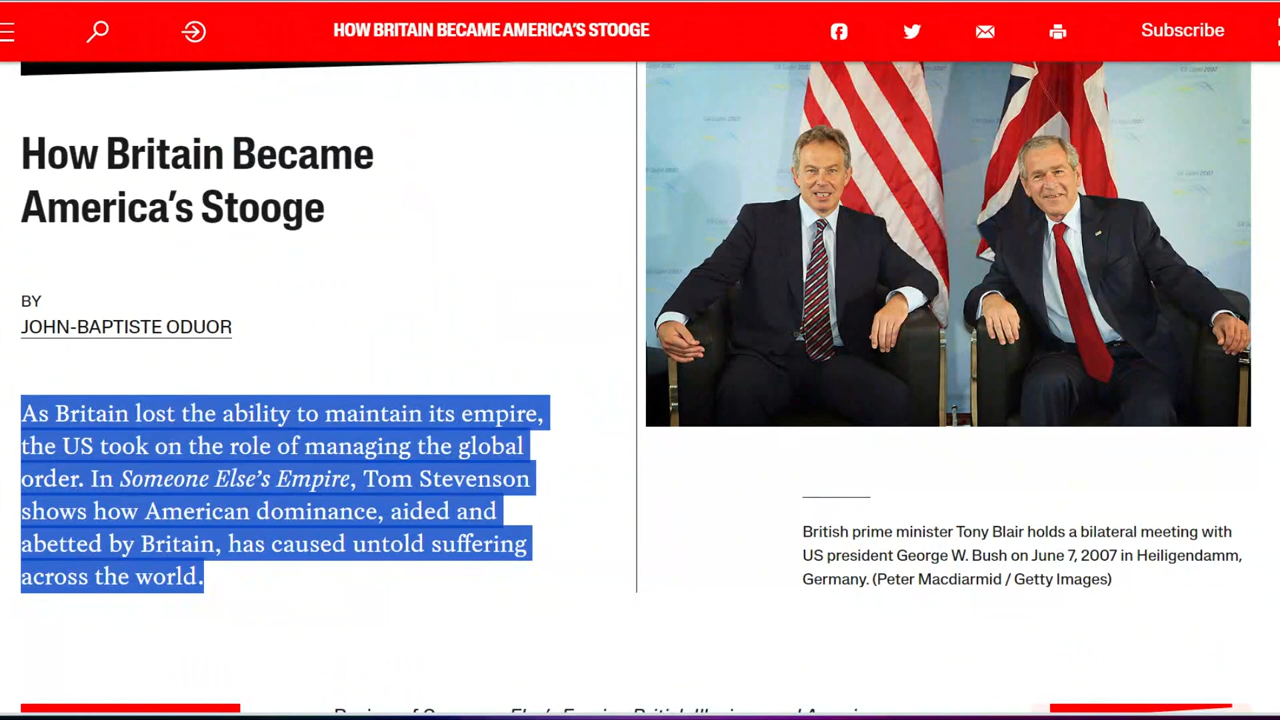 HOW BRITAIN BECAME AMERICA'S STOOGE
Subscribe
How Britain Became
America's Stooge
BY
JOHN-BAPTISTE ODUOR
As Britain lost the ability to maintain its empire,
the US took on the role of managing the global
order. In Someone Else's Empire, Tom Stevenson
shows how American dominance, aided and
abetted by Britain, has caused untold suffering
across the world.
British prime minister Tony Blair holds a bilateral meeting with
US president George W. Bush on June 7, 2007 in Heiligendamm,
Germany. (Peter Macdiarmid / Getty Images)